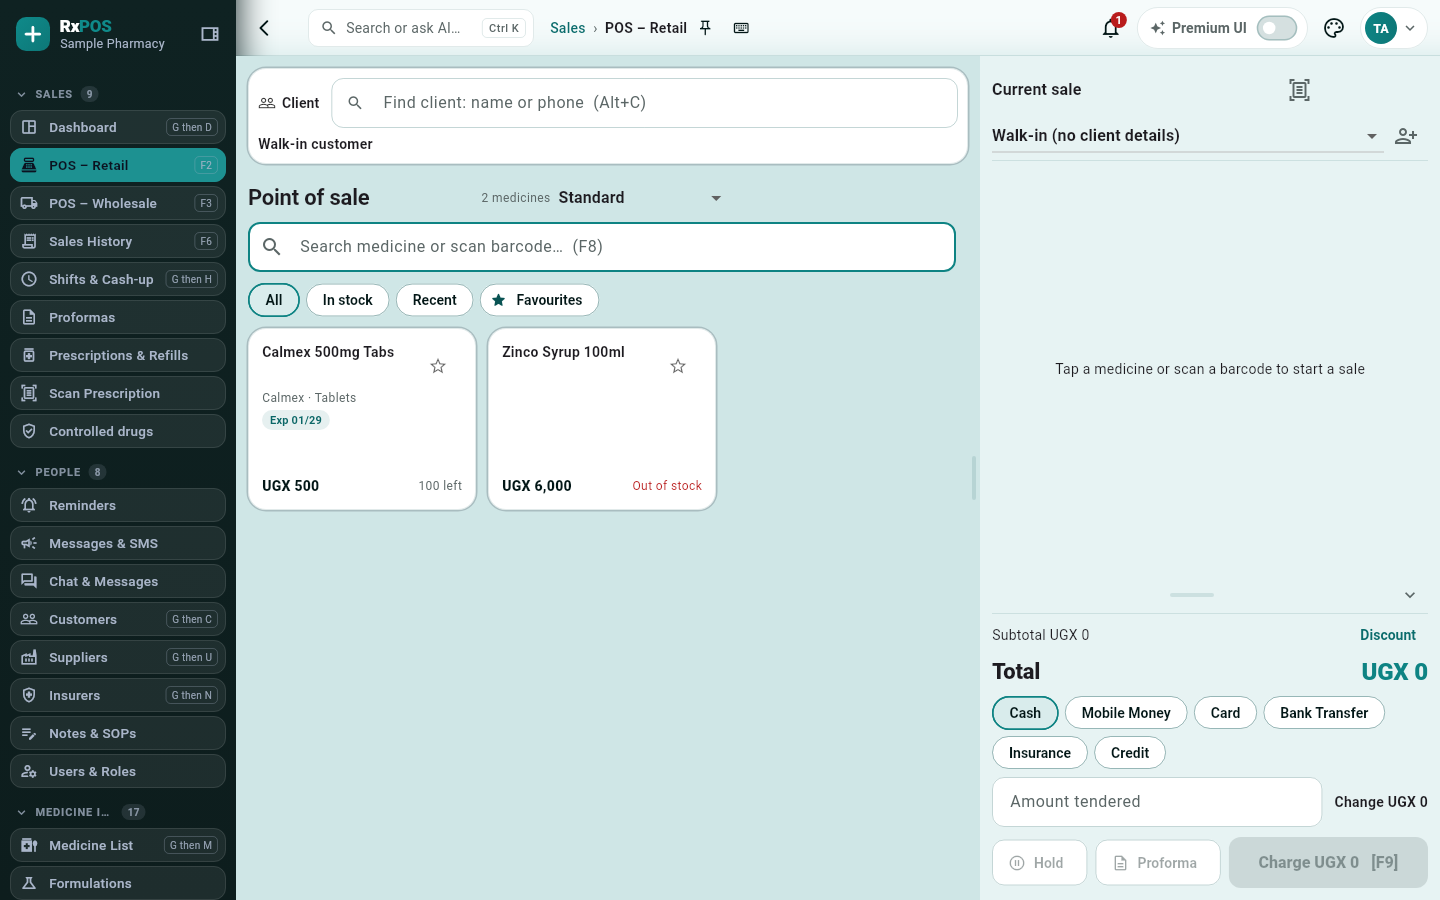 RxPOS
Sample Pharmacy
SALES 9
Dashboard G then D
POS – Retail F2
POS – Wholesale F3
Sales History F6
Shifts & Cash-up G then H
Proformas
Prescriptions & Refills
Scan Prescription
Controlled drugs
PEOPLE 8
Reminders
Messages & SMS
Chat & Messages
Customers G then C
Suppliers G then U
Insurers G then N
Notes & SOPs
Users & Roles
MEDICINE I... 17
Medicine List G then M
Formulations
Search or ask AI... Ctrl K
Sales › POS – Retail
1
Premium UI
TA
Client
Find client: name or phone (Alt+C)
Walk-in customer
Point of sale
2 medicines Standard
Search medicine or scan barcode... (F8)
All In stock Recent Favourites
Calmex 500mg Tabs
Calmex · Tablets
Exp 01/29
UGX 500 100 left
Zinco Syrup 100ml
UGX 6,000 Out of stock
Current sale
Walk-in (no client details)
Tap a medicine or scan a barcode to start a sale
Subtotal UGX 0 Discount
Total UGX 0
Cash Mobile Money Card Bank Transfer
Insurance Credit
Amount tendered Change UGX 0
Hold Proforma Charge UGX 0 [F9]